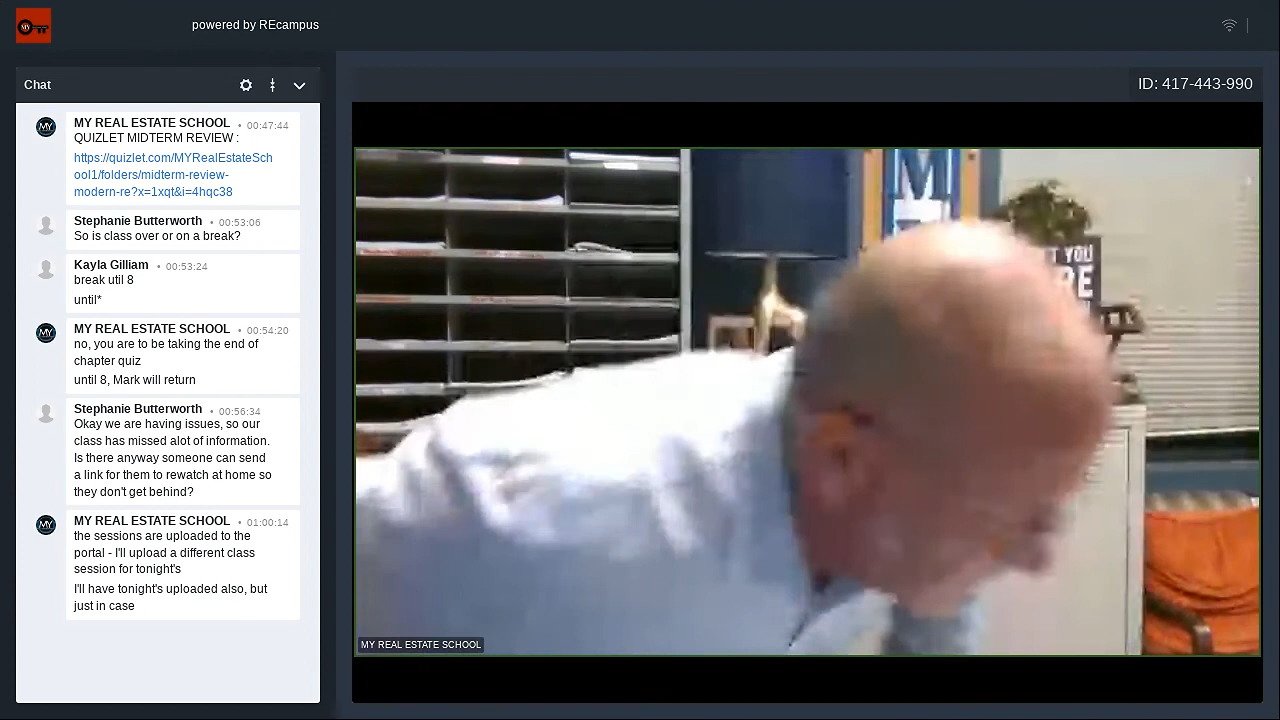 MY
powered by REcampus
Chat
ID: 417-443-990
MY
MY REAL ESTATE SCHOOL • 00:47:44
QUIZLET MIDTERM REVIEW :
https://quizlet.com/MYRealEstateSch
ool1/folders/midterm-review-
modern-re?x=1xqt&i=4hqc38
Stephanie Butterworth • 00:53:06
So is class over or on a break?
Kayla Gilliam • 00:53:24
break util 8
until*
MY
MY REAL ESTATE SCHOOL • 00:54:20
no, you are to be taking the end of
chapter quiz
until 8, Mark will return
Stephanie Butterworth • 00:56:34
Okay we are having issues, so our
class has missed alot of information.
Is there anyway someone can send
a link for them to rewatch at home so
they don't get behind?
MY
MY REAL ESTATE SCHOOL • 01:00:14
the sessions are uploaded to the
portal - I'll upload a different class
session for tonight's
I'll have tonight's uploaded also, but
just in case
M
YOU
MY REAL ESTATE SCHOOL